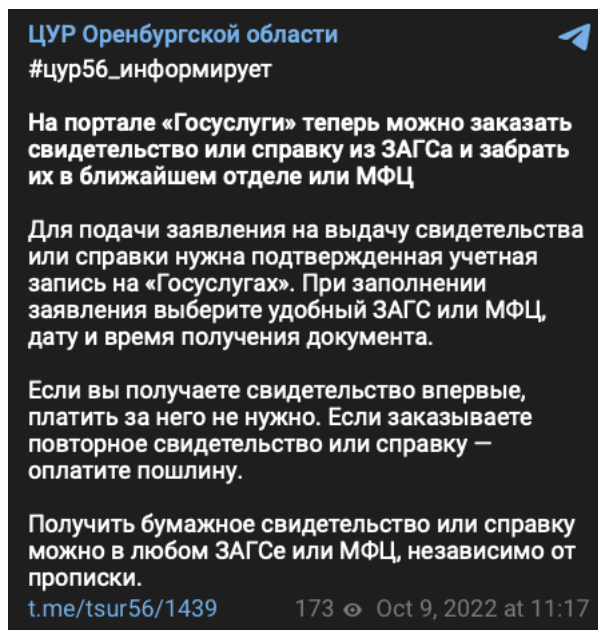 ЦУР Оренбургской области
#цур56_информирует
На портале «Госуслуги» теперь можно заказать
свидетельство или справку из ЗАГСа и забрать
их в ближайшем отделе или МФЦ
Для подачи заявления на выдачу свидетельства
или справки нужна подтвержденная учетная
запись на «Госуслугах». При заполнении
заявления выберите удобный ЗАГС или МФЦ,
дату и время получения документа.
Если вы получаете свидетельство впервые,
платить за него не нужно. Если заказываете
повторное свидетельство или справку —
оплатите пошлину.
Получить бумажное свидетельство или справку
можно в любом ЗАГСе или МФЦ, независимо от
прописки.
t.me/tsur56/1439 173 Oct 9, 2022 at 11:17